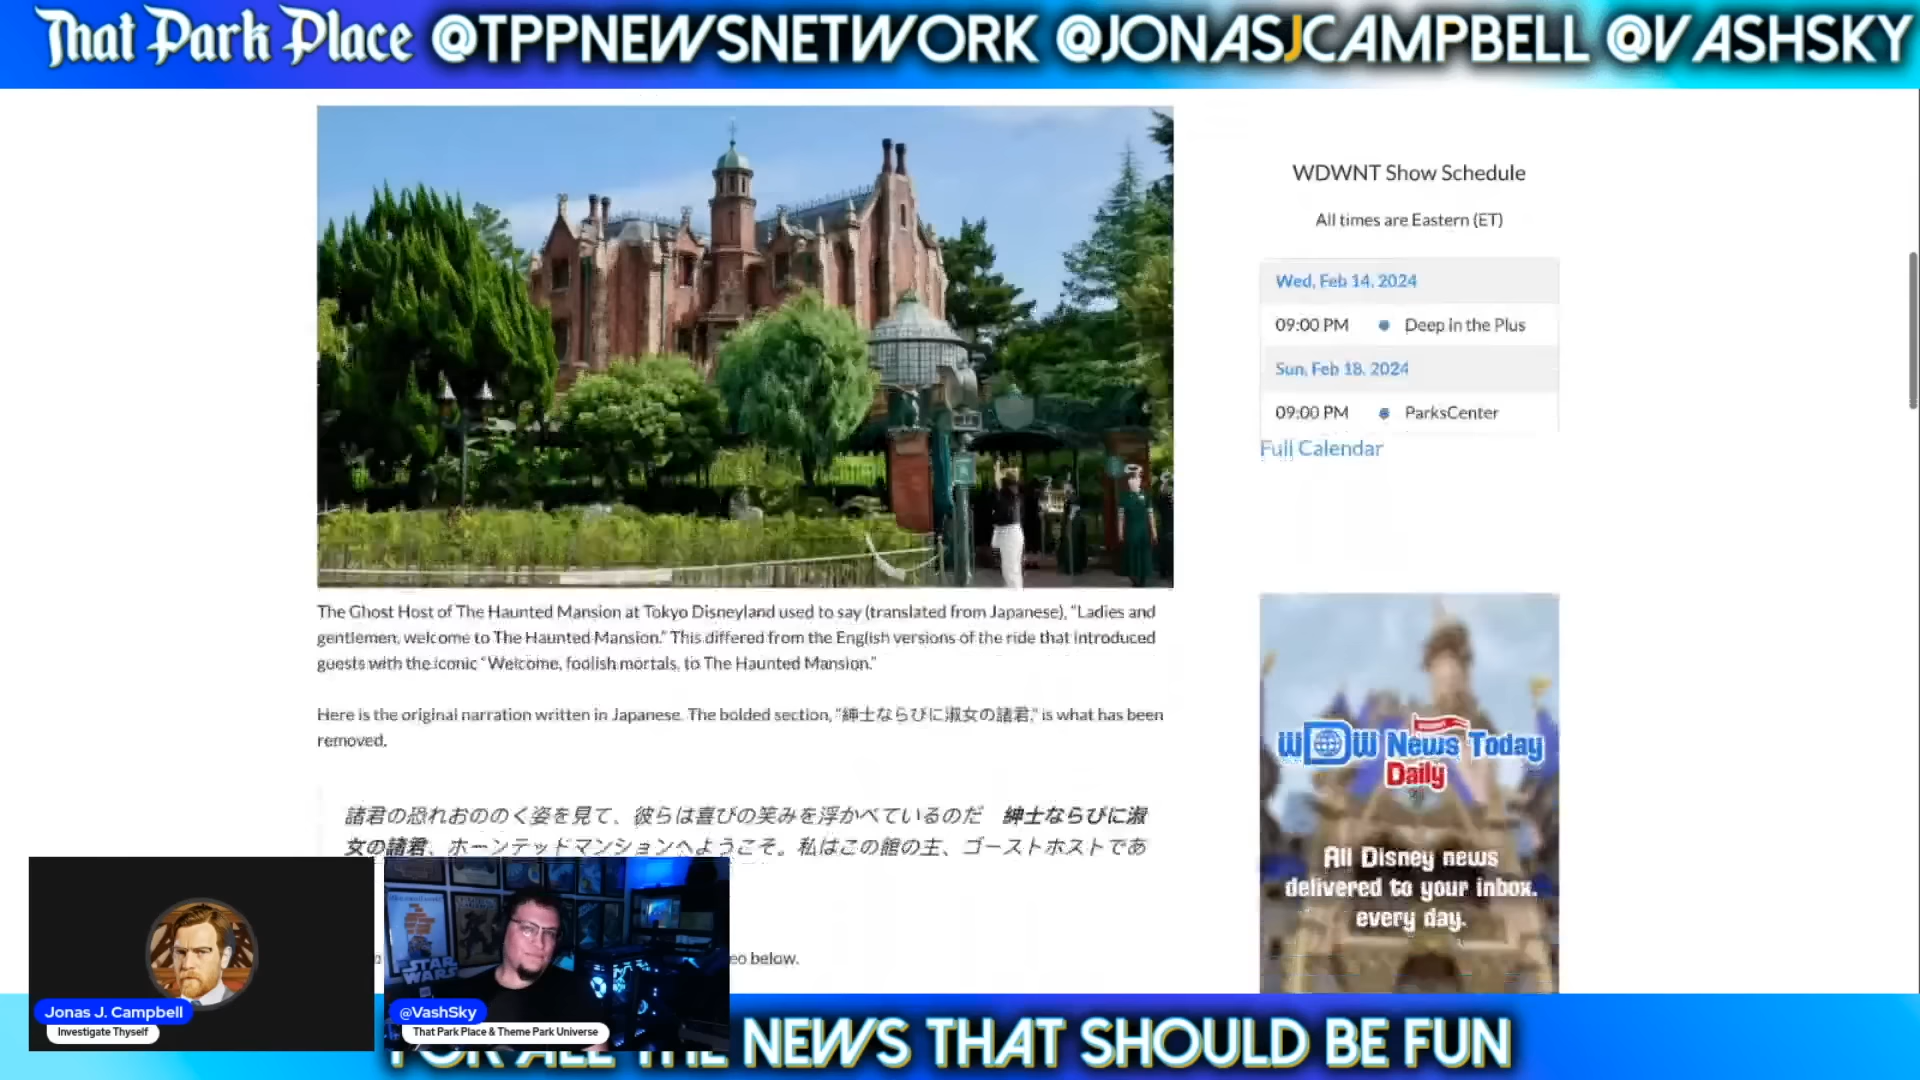 That Park Place @TPPNEWSNETWORK @JONASJCAMPBELL @VASHSKY
WDWNT Show Schedule
All times are Eastern (ET)
Wed, Feb 14, 2024
09:00 PM • Deep in the Plus
Sun, Feb 18, 2024
09:00 PM • ParksCenter
Full Calendar
The Ghost Host of The Haunted Mansion at Tokyo Disneyland used to say (translated from Japanese), "Ladies and
gentlemen, welcome to The Haunted Mansion." This differed from the English versions of the ride that introduced
guests with the iconic "Welcome, foolish mortals, to The Haunted Mansion."
Here is the original narration written in Japanese. The bolded section, "紳士ならびに淑女の諸君," is what has been
removed.
諸君の恐れおののく姿を見て、彼らは喜びの笑みを浮かべているのだ 紳士ならびに淑
女の諸君、ホーンテッドマンションへようこそ。私はこの館の主、ゴーストホストであ
below.
WDW News Today
Daily
All Disney news
delivered to your inbox.
every day.
STAR
WARS
Jonas J. Campbell
Investigate Thyself
@VashSky
That Park Place & Theme Park Universe
FOR ALL THE NEWS THAT SHOULD BE FUN